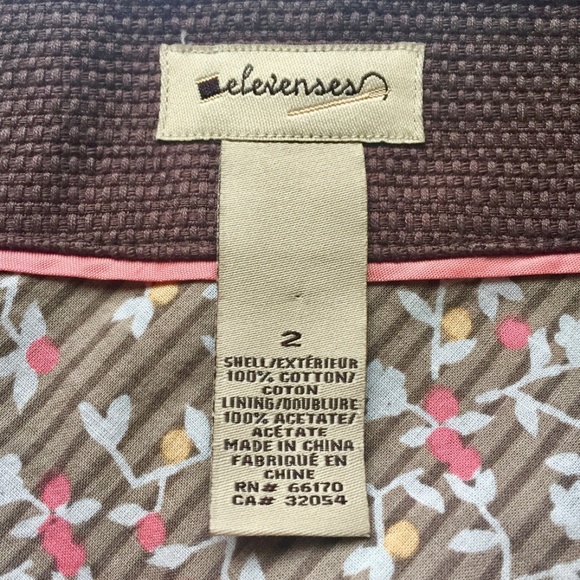 elevenses
2
SHELL/EXTÉRIEUR
100% COTTON/
COTON
LINING/DOUBLURE
100% ACETATE/
ACÉTATE
MADE IN CHINA
FABRIQUÉ EN
CHINE
RN# 66170
CA# 32054